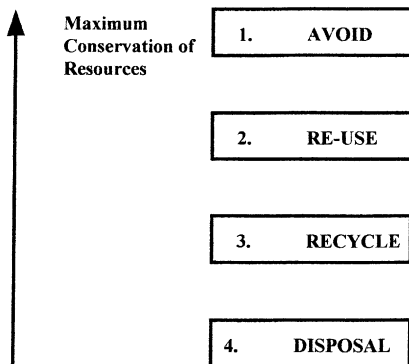 Maximum
Conservation of
Resources
1. AVOID
2. RE-USE
3. RECYCLE
4. DISPOSAL